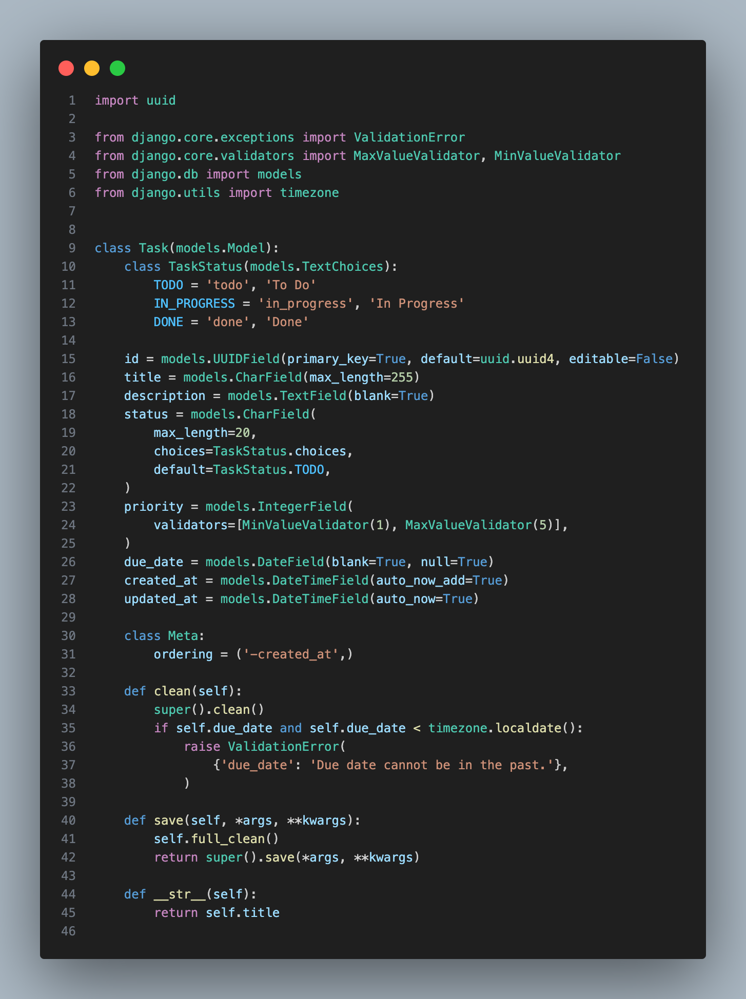 1 import uuid
2
3 from django.core.exceptions import ValidationError
4 from django.core.validators import MaxValueValidator, MinValueValidator
5 from django.db import models
6 from django.utils import timezone
7
8
9 class Task(models.Model):
10     class TaskStatus(models.TextChoices):
11         TODO = 'todo', 'To Do'
12         IN_PROGRESS = 'in_progress', 'In Progress'
13         DONE = 'done', 'Done'
14
15     id = models.UUIDField(primary_key=True, default=uuid.uuid4, editable=False)
16     title = models.CharField(max_length=255)
17     description = models.TextField(blank=True)
18     status = models.CharField(
19         max_length=20,
20         choices=TaskStatus.choices,
21         default=TaskStatus.TODO,
22     )
23     priority = models.IntegerField(
24         validators=[MinValueValidator(1), MaxValueValidator(5)],
25     )
26     due_date = models.DateField(blank=True, null=True)
27     created_at = models.DateTimeField(auto_now_add=True)
28     updated_at = models.DateTimeField(auto_now=True)
29
30     class Meta:
31         ordering = ('-created_at',)
32
33     def clean(self):
34         super().clean()
35         if self.due_date and self.due_date < timezone.localdate():
36             raise ValidationError(
37                 {'due_date': 'Due date cannot be in the past.'},
38             )
39
40     def save(self, *args, **kwargs):
41         self.full_clean()
42         return super().save(*args, **kwargs)
43
44     def __str__(self):
45         return self.title
46